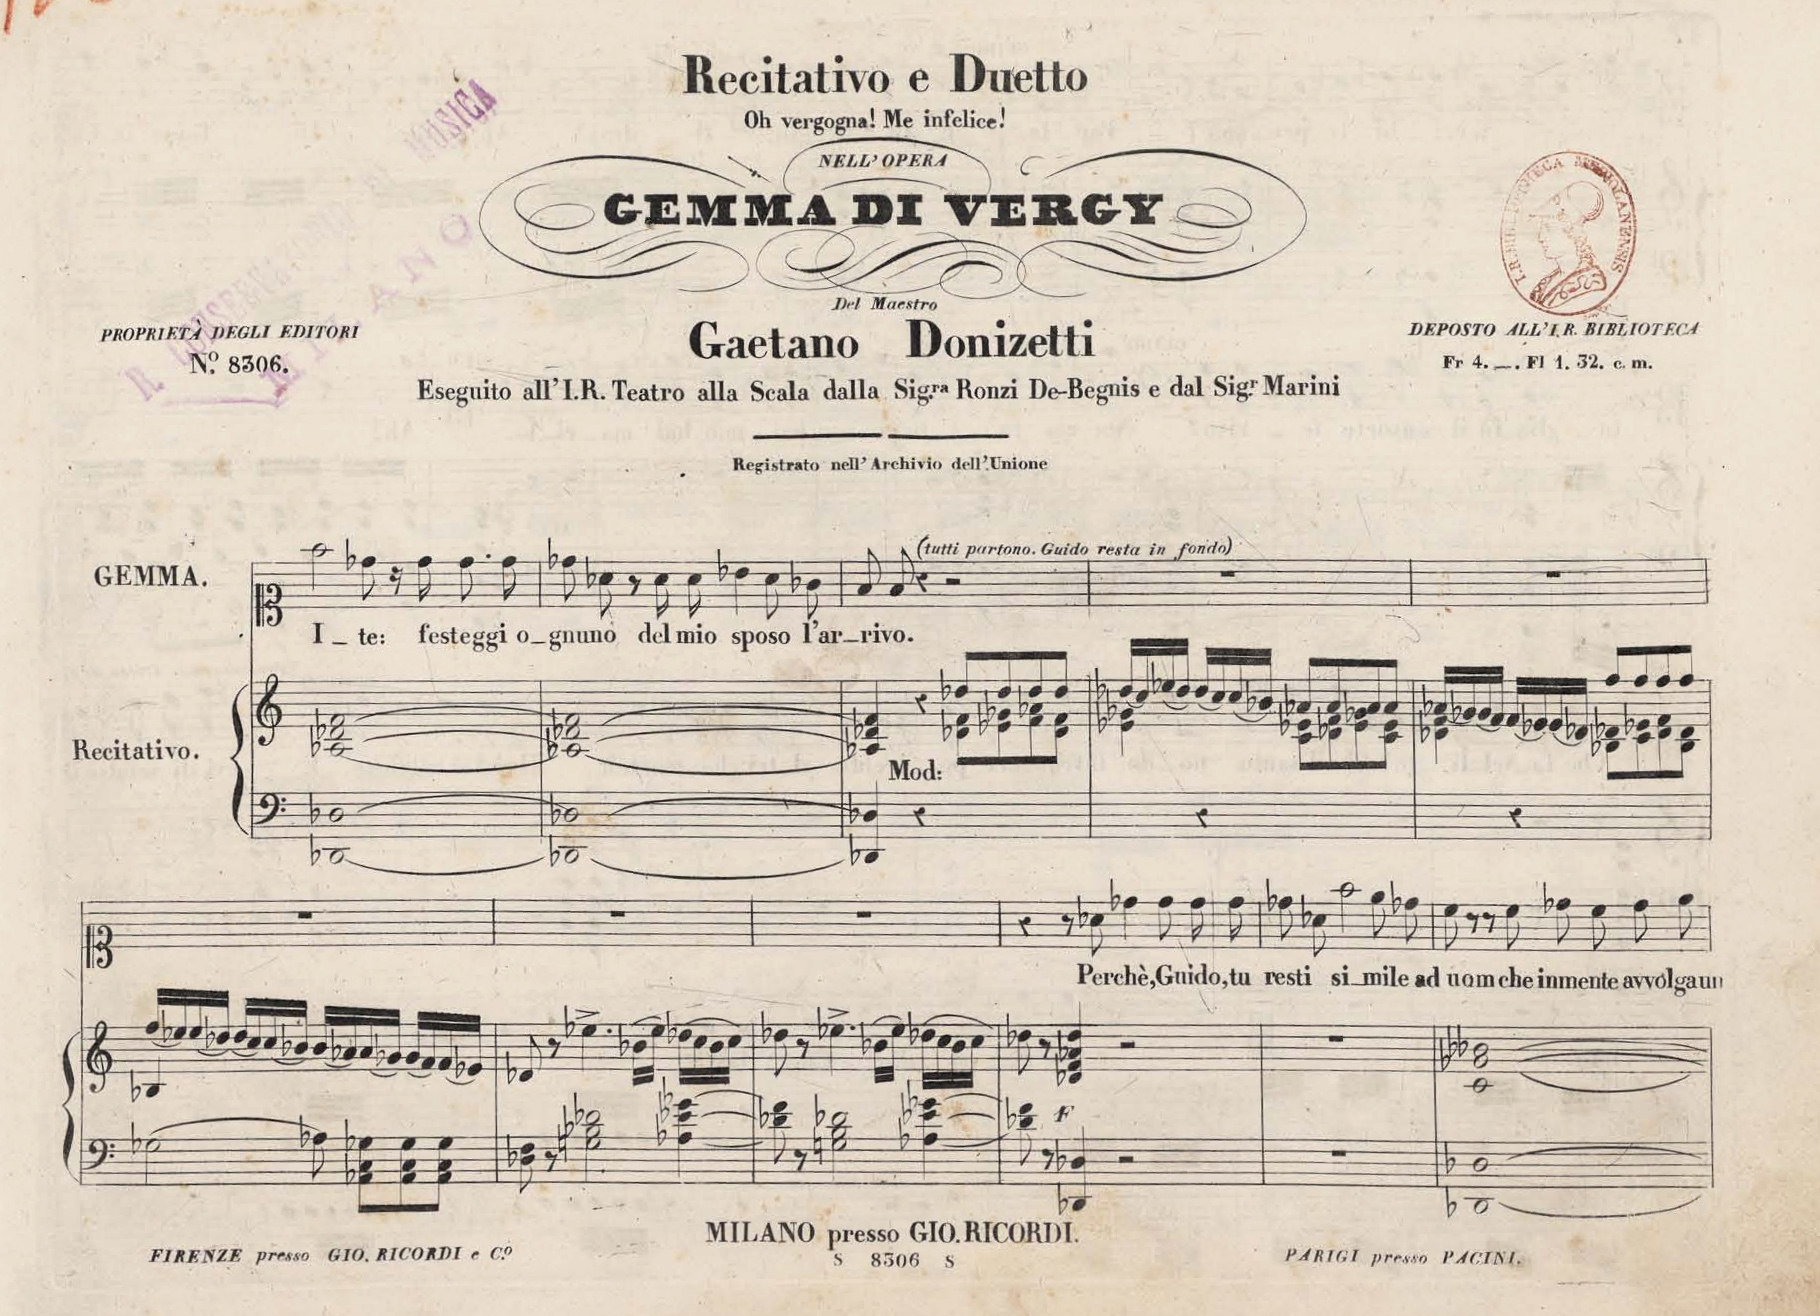 Recitativo e Duetto
Oh vergogna! Me infelice!
NELL' OPERA
GEMMA DI VERGY
Del Maestro
Gaetano Donizetti
PROPRIETÀ DEGLI EDITORI
N.º 8306.
DEPOSTO ALL'I.R. BIBLIOTECA
Fr 4. _ . Fl 1. 32. c. m.
Eseguito all'I.R. Teatro alla Scala dalla Sig.ra Ronzi De-Begnis e dal Sig.r Marini
Registrato nell'Archivio dell'Unione
R. CONSERVATORIO DI MUSICA
MILANO
I.R. BIBLIOTECA MEDIOLANENSIS
(tutti partono. Guido resta in fondo)
GEMMA.
I _ te: festeggi o_gnuno del mio sposo l'ar_rivo.
Recitativo.
Mod:
Perchè, Guido, tu resti si_mile ad uom che in mente avvolga un
F
MILANO presso GIO. RICORDI.
FIRENZE presso GIO. RICORDI e C.º
S 8306 S
PARIGI presso PACINI.